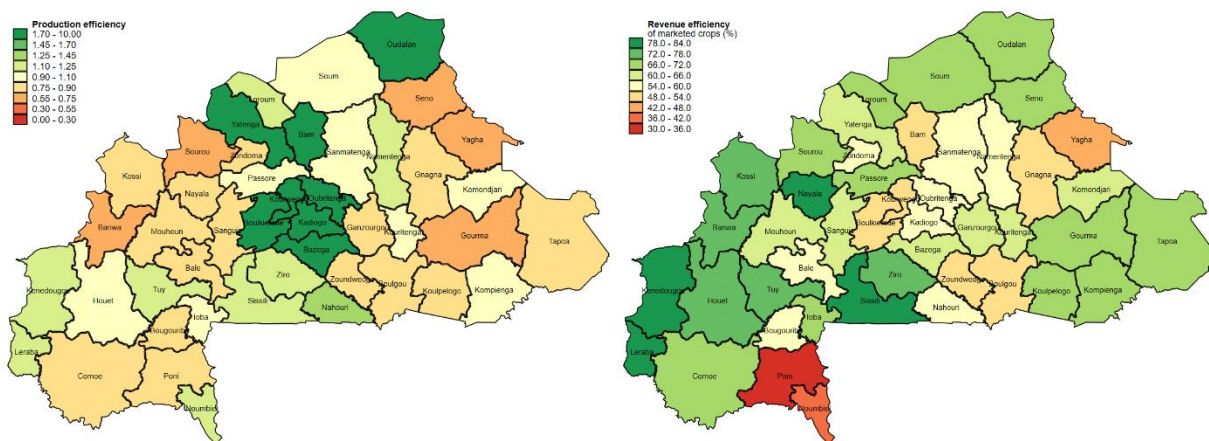 Production efficiency
1.70 - 10.00
1.45 - 1.70
1.25 - 1.45
1.10 - 1.25
0.90 - 1.10
0.75 - 0.90
0.55 - 0.75
0.30 - 0.55
0.00 - 0.30
Oudalan
Soum
Loroum
Seno
Yatenga
Bam
Yagha
Sourou
Zondoma
Sanmatenga
Namentenga
Kossi
Passore
Gnagna
Komondjari
Nayala
Oubritenga
Banwa
Mouhoun
Sanguie
Boulkiemde
Kadiogo
Ganzourgou
Kouritenga
Gourma
Tapoa
Bazega
Bale
Ziro
Zoundweogo
Boulgou
Koulpelogo
Kompienga
Kenedougou
Houet
Tuy
Sissili
Nahouri
Ioba
Bougouriba
Leraba
Comoe
Poni
Noumbiel
Revenue efficiency
of marketed crops (%)
78.0 - 84.0
72.0 - 78.0
66.0 - 72.0
60.0 - 66.0
54.0 - 60.0
48.0 - 54.0
42.0 - 48.0
36.0 - 42.0
30.0 - 36.0
Oudalan
Soum
Loroum
Seno
Yatenga
Bam
Yagha
Sourou
Zondoma
Sanmatenga
Namentenga
Kossi
Passore
Gnagna
Komondjari
Nayala
Oubritenga
Banwa
Mouhoun
Sanguie
Boulkiemde
Kadiogo
Ganzourgou
Kouritenga
Gourma
Tapoa
Bazega
Bale
Ziro
Zoundweogo
Boulgou
Koulpelogo
Kompienga
Kenedougou
Houet
Tuy
Sissili
Nahouri
Ioba
Bougouriba
Leraba
Comoe
Poni
Noumbiel